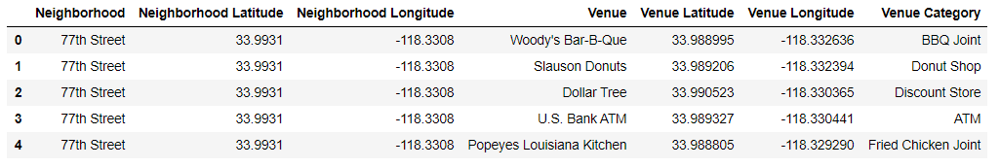 Neighborhood Neighborhood Latitude Neighborhood Longitude Venue Venue Latitude Venue Longitude Venue Category
0 77th Street 33.9931 -118.3308 Woody's Bar-B-Que 33.988995 -118.332636 BBQ Joint
1 77th Street 33.9931 -118.3308 Slauson Donuts 33.989206 -118.332394 Donut Shop
2 77th Street 33.9931 -118.3308 Dollar Tree 33.990523 -118.330365 Discount Store
3 77th Street 33.9931 -118.3308 U.S. Bank ATM 33.989327 -118.330441 ATM
4 77th Street 33.9931 -118.3308 Popeyes Louisiana Kitchen 33.988805 -118.329290 Fried Chicken Joint